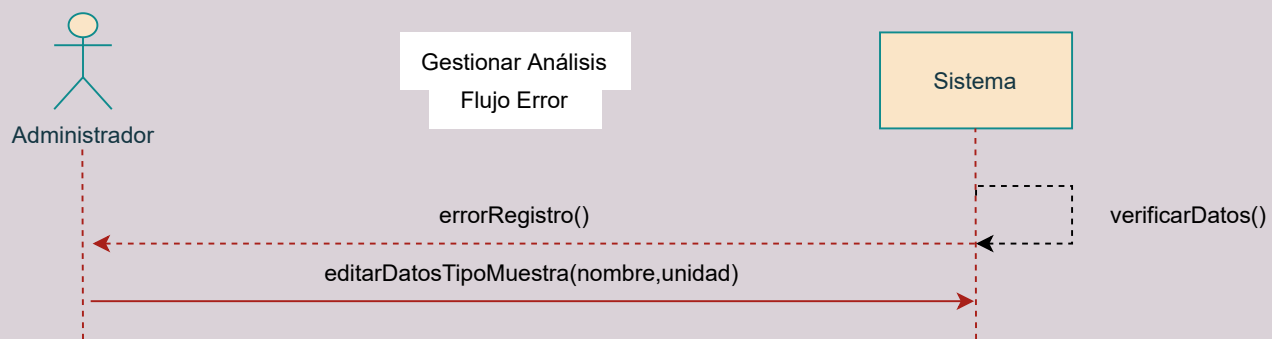 Gestionar Análisis
Flujo Error
Sistema
Administrador
errorRegistro()
verificarDatos()
editarDatosTipoMuestra(nombre,unidad)